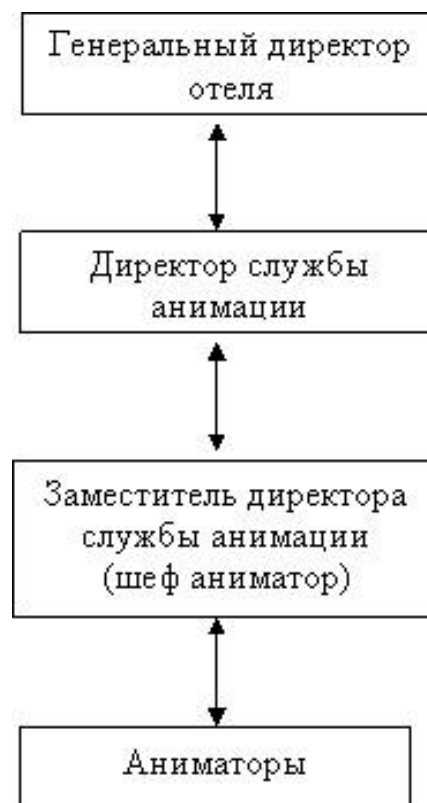 Генеральный директор
отеля
Директор службы
анимации
Заместитель директора
службы анимации
(шеф аниматор)
Аниматоры